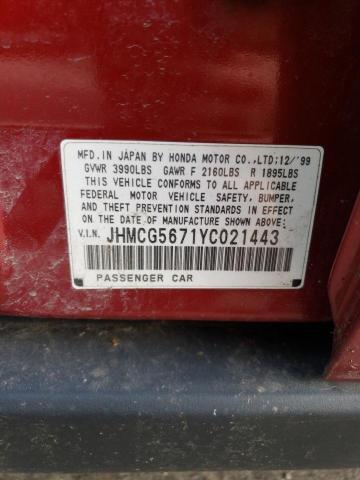 MFD. IN JAPAN BY HONDA MOTOR CO.,LTD;12/'99
GVWR 3990LBS GAWR F 2160LBS R 1895LBS
THIS VEHICLE CONFORMS TO ALL APPLICABLE
FEDERAL MOTOR VEHICLE SAFETY, BUMPER,
AND THEFT PREVENTION STANDARDS IN EFFECT
ON THE DATE OF MANUFACTURE SHOWN ABOVE.
V.I.N. JHMCG5671YC021443
PASSENGER CAR